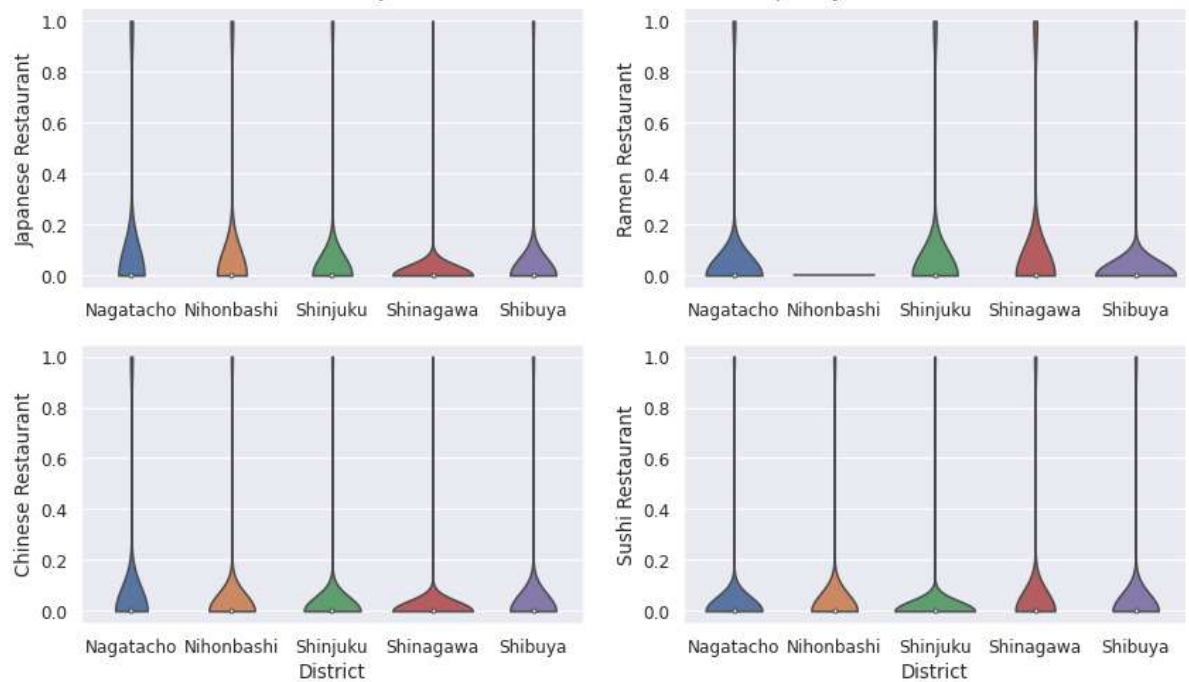 Japanese Restaurant
1.0
0.8
0.6
0.4
0.2
0.0
Nagatacho Nihonbashi Shinjuku Shinagawa Shibuya
Ramen Restaurant
1.0
0.8
0.6
0.4
0.2
0.0
Nagatacho Nihonbashi Shinjuku Shinagawa Shibuya
Chinese Restaurant
1.0
0.8
0.6
0.4
0.2
0.0
Nagatacho Nihonbashi Shinjuku Shinagawa Shibuya
District
Sushi Restaurant
1.0
0.8
0.6
0.4
0.2
0.0
Nagatacho Nihonbashi Shinjuku Shinagawa Shibuya
District